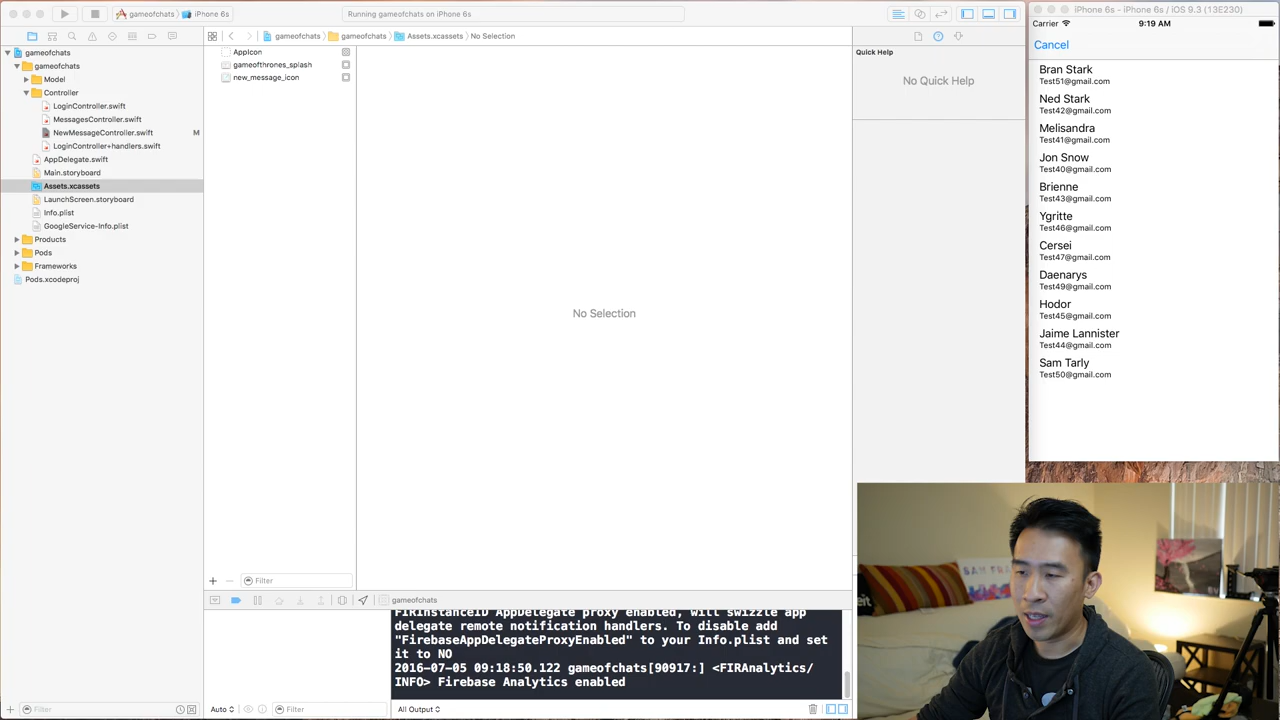 gameofchats
iPhone 6s
Running gameofchats on iPhone 6s
gameofchats
gameofchats
Model
Controller
LoginController.swift
MessagesController.swift
NewMessageController.swift
M
LoginController+handlers.swift
AppDelegate.swift
Main.storyboard
Assets.xcassets
LaunchScreen.storyboard
Info.plist
GoogleService-Info.plist
Products
Pods
Frameworks
Pods.xcodeproj
Filter
gameofchats
gameofchats
Assets.xcassets
No Selection
AppIcon
gameofthrones_splash
new_message_icon
No Selection
Filter
gameofchats
FIRInstanceID AppDelegate proxy enabled, will swizzle app
delegate remote notification handlers. To disable add
"FirebaseAppDelegateProxyEnabled" to your Info.plist and set
it to NO
2016-07-05 09:18:50.122 gameofchats[90917:] <FIRAnalytics/
INFO> Firebase Analytics enabled
Auto
Filter
All Output
Quick Help
No Quick Help
iPhone 6s - iPhone 6s / iOS 9.3 (13E230)
Carrier
9:19 AM
Cancel
Bran Stark
Test51@gmail.com
Ned Stark
Test42@gmail.com
Melisandra
Test41@gmail.com
Jon Snow
Test40@gmail.com
Brienne
Test43@gmail.com
Ygritte
Test46@gmail.com
Cersei
Test47@gmail.com
Daenarys
Test49@gmail.com
Hodor
Test45@gmail.com
Jaime Lannister
Test44@gmail.com
Sam Tarly
Test50@gmail.com